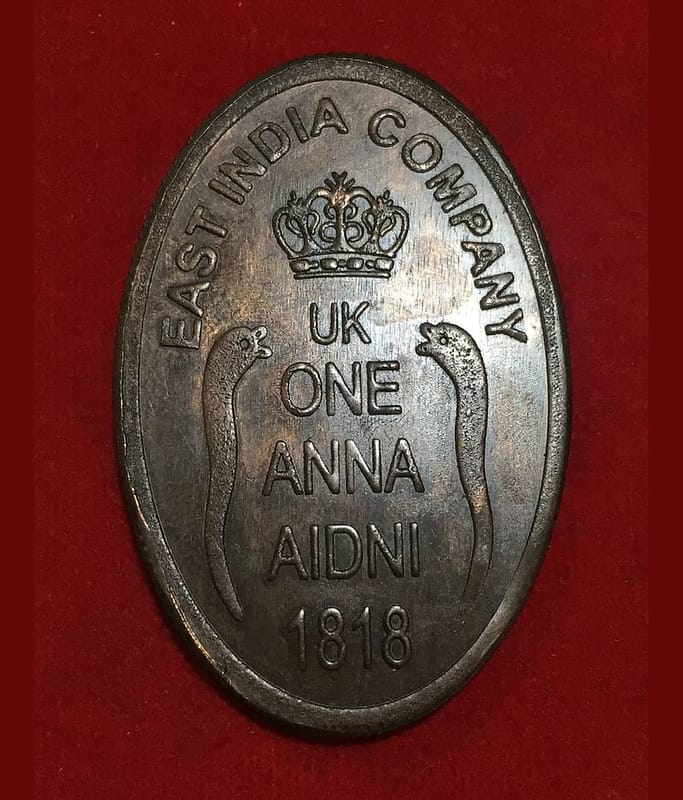 EAST INDIA COMPANY
UK
ONE
ANNA
AIDNI
1818